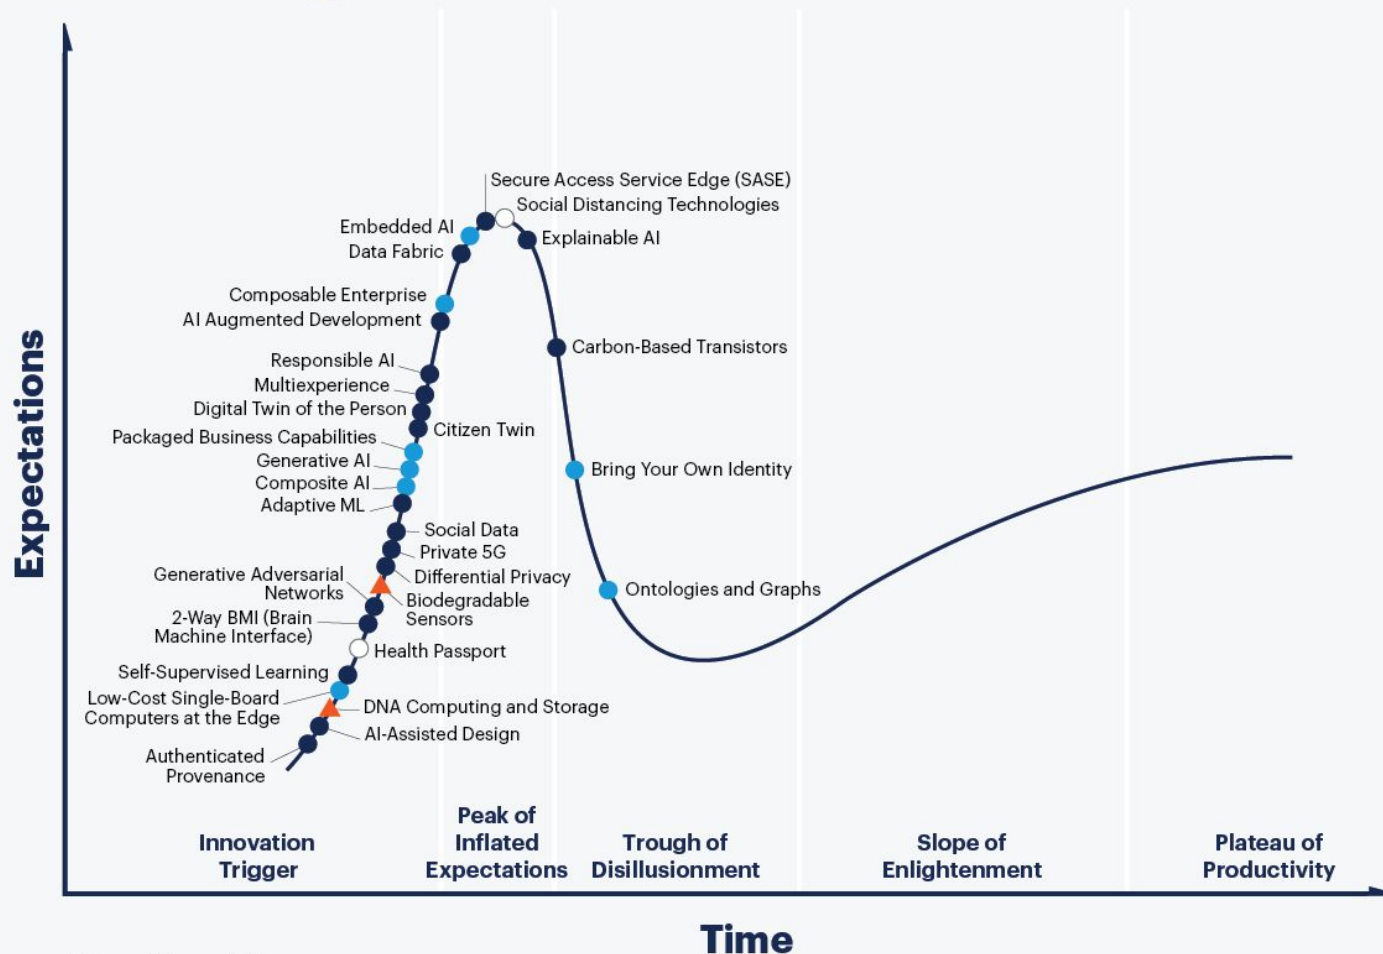 Secure Access Service Edge (SASE)
Social Distancing Technologies
Embedded AI
Explainable AI
Data Fabric
Composable Enterprise
AI Augmented Development
Carbon-Based Transistors
Responsible AI
Multiexperience
Digital Twin of the Person
Citizen Twin
Packaged Business Capabilities
Generative AI
Bring Your Own Identity
Composite AI
Adaptive ML
Social Data
Private 5G
Generative Adversarial
Networks
Differential Privacy
Ontologies and Graphs
Biodegradable
Sensors
2-Way BMI (Brain
Machine Interface)
Health Passport
Self-Supervised Learning
Low-Cost Single-Board
Computers at the Edge
DNA Computing and Storage
AI-Assisted Design
Authenticated
Provenance
Expectations
Innovation
Trigger
Peak of
Inflated
Expectations
Trough of
Disillusionment
Slope of
Enlightenment
Plateau of
Productivity
Time